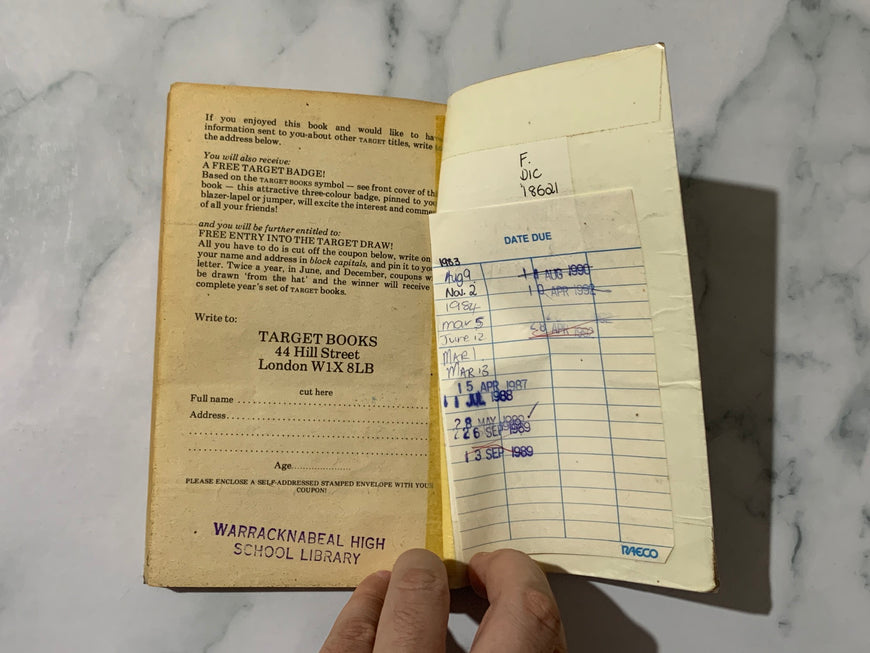 If you enjoyed this book and would like to
information sent to you about other TARGET titles, write
the address below.
You will also receive:
A FREE TARGET BADGE!
Based on the TARGET BOOKS symbol — see front cover of
book — this attractive three-colour badge, pinned to
blazer-lapel or jumper, will excite the interest and
of all your friends!
and you will be further entitled to:
FREE ENTRY INTO THE TARGET DRAW!
All you have to do is cut off the coupon below, write on
your name and address in block capitals, and pin it to
letter. Twice a year, in June, and December, coupons
be drawn 'from the hat' and the winner will receive
complete year's set of TARGET books.
Write to:
TARGET BOOKS
44 Hill Street
London W1X 8LB
cut here
Full name
Address
Age
PLEASE ENCLOSE A SELF-ADDRESSED STAMPED ENVELOPE WITH YOUR
COUPON!
WARRACKNABEAL HIGH
SCHOOL LIBRARY
F.
DIC
18621
DATE DUE
1983
Aug 9
Nov. 2
1984
Mar 5
June 12
MAR 1
MAR 13
15 APR 1987
JUL 1988
28 MAY
26 SEP 1989
13 SEP 1989
AUG 1990
APR 1992
APR
RAECO